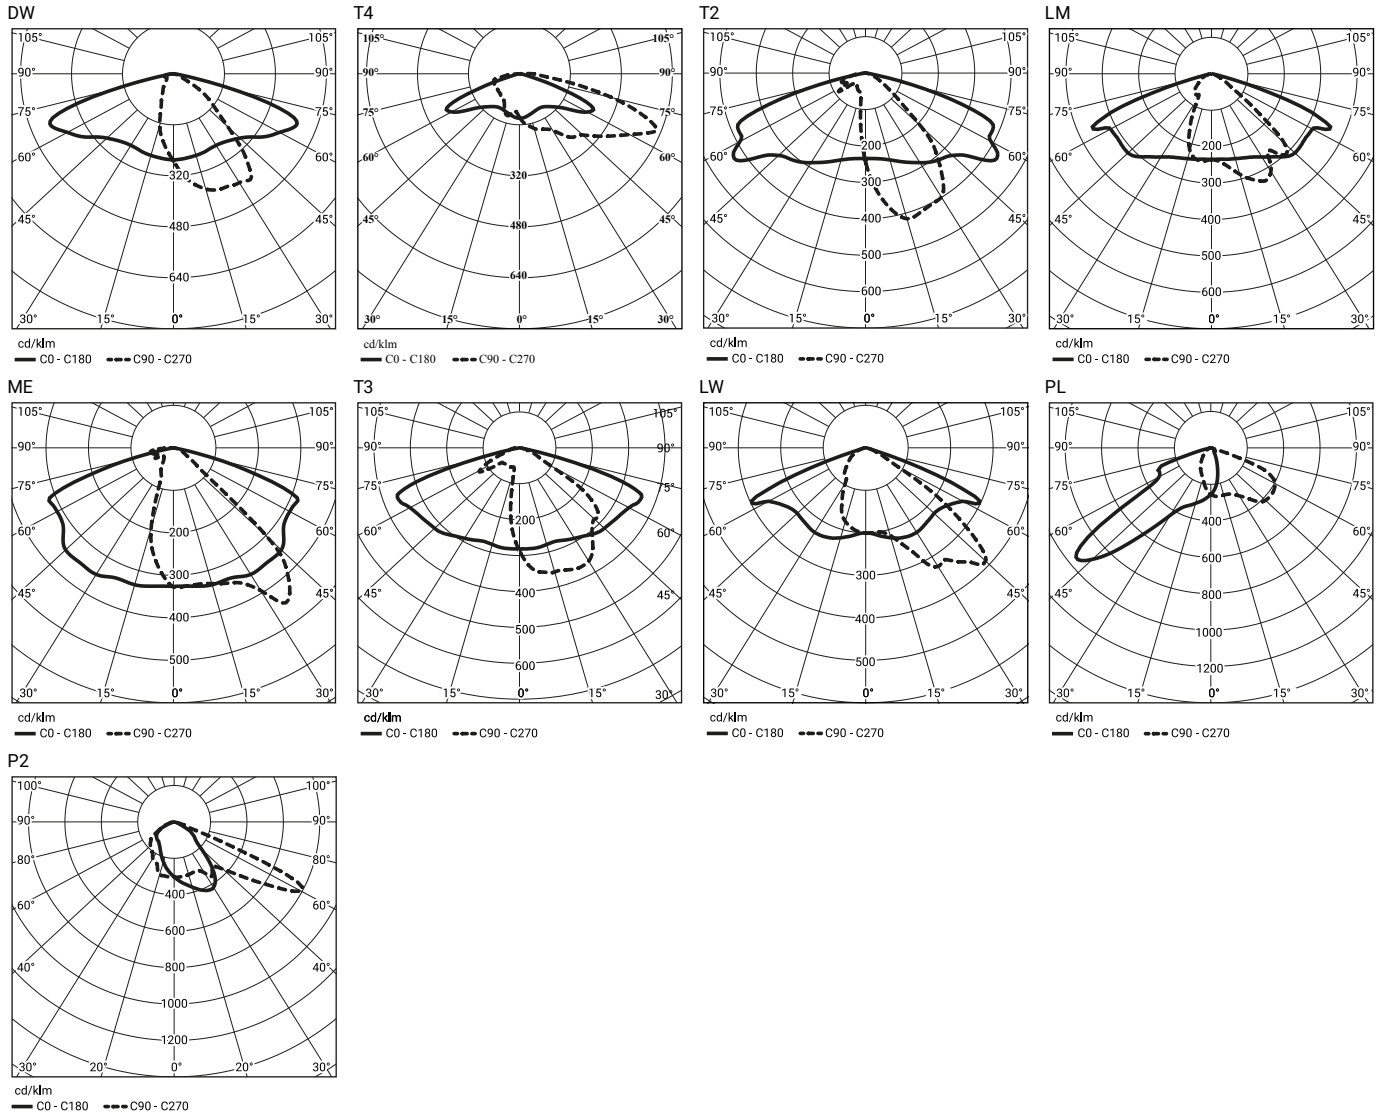 DW
105° 105°
90° 90°
75° 75°
60° 60°
320
45° 480 45°
640
30° 15° 0° 15° 30°
cd/klm
C0 - C180 C90 - C270
T4
105° 105°
90° 90°
75° 75°
60° 60°
320
45° 480 45°
640
30° 15° 0° 15° 30°
cd/klm
C0 - C180 C90 - C270
T2
105° 105°
90° 90°
75° 75°
200
60° 60°
300
45° 400 45°
500
600
30° 15° 0° 15° 30°
cd/klm
C0 - C180 C90 - C270
LM
105° 105°
90° 90°
75° 75°
200
60° 60°
300
45° 400 45°
500
600
30° 15° 0° 15° 30°
cd/klm
C0 - C180 C90 - C270
ME
105° 105°
90° 90°
75° 75°
60° 200 60°
300
45° 45°
400
500
30° 15° 0° 15° 30°
cd/klm
C0 - C180 C90 - C270
T3
105° 105°
90° 90
75° 5°
200
60° 60°
45° 400 45°
500
600
30° 15° 0° 15° 30°
cd/klm
C0 - C180 C90 - C270
LW
105° 105°
90° 90°
75° 75°
60° 60°
300
45° 45°
400
500
30° 15° 0° 15° 30°
cd/klm
C0 - C180 C90 - C270
PL
105° 105°
90° 90°
75° 75°
400
60° 60°
600
45° 800 45°
1000
1200
30° 15° 0° 15° 30°
cd/klm
C0 - C180 C90 - C270
P2
100° 100°
90° 90°
80° 80°
400
60° 60°
600
40° 800 40°
1000
1200
30° 20° 0° 20° 30°
cd/klm
C0 - C180 C90 - C270